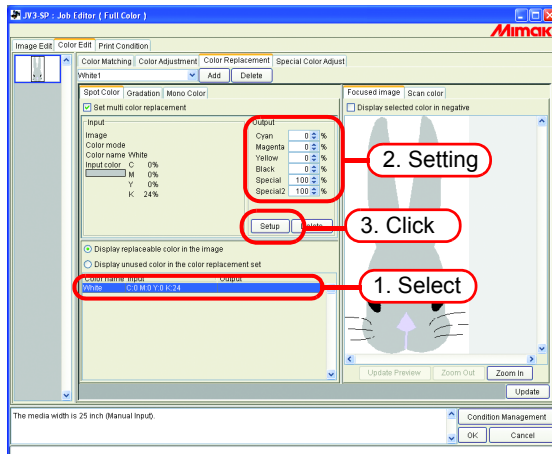 JV3-SP : Job Editor ( Full Color )
Mimaki
Image Edit Color Edit Print Condition
Color Matching Color Adjustment Color Replacement Special Color Adjust
White1 Add Delete
Spot Color Gradation Mono Color
Focused image Scan color
Set multi color replacement
Display selected color in negative
Input
Output
Image
Color mode
Color name White
Input color C 0%
M 0%
Y 0%
K 24%
Cyan 0 %
Magenta 0 %
Yellow 0 %
Black 0 %
Special 100 %
Special2 100 %
2. Setting
Setup Delete
3. Click
Display replaceable color in the image
Display unused color in the color replacement set
Color name Input Output
White C:0 M:0 Y:0 K:24
1. Select
Update Preview Zoom Out Zoom In
Update
The media width is 25 inch (Manual Input).
Condition Management
OK Cancel